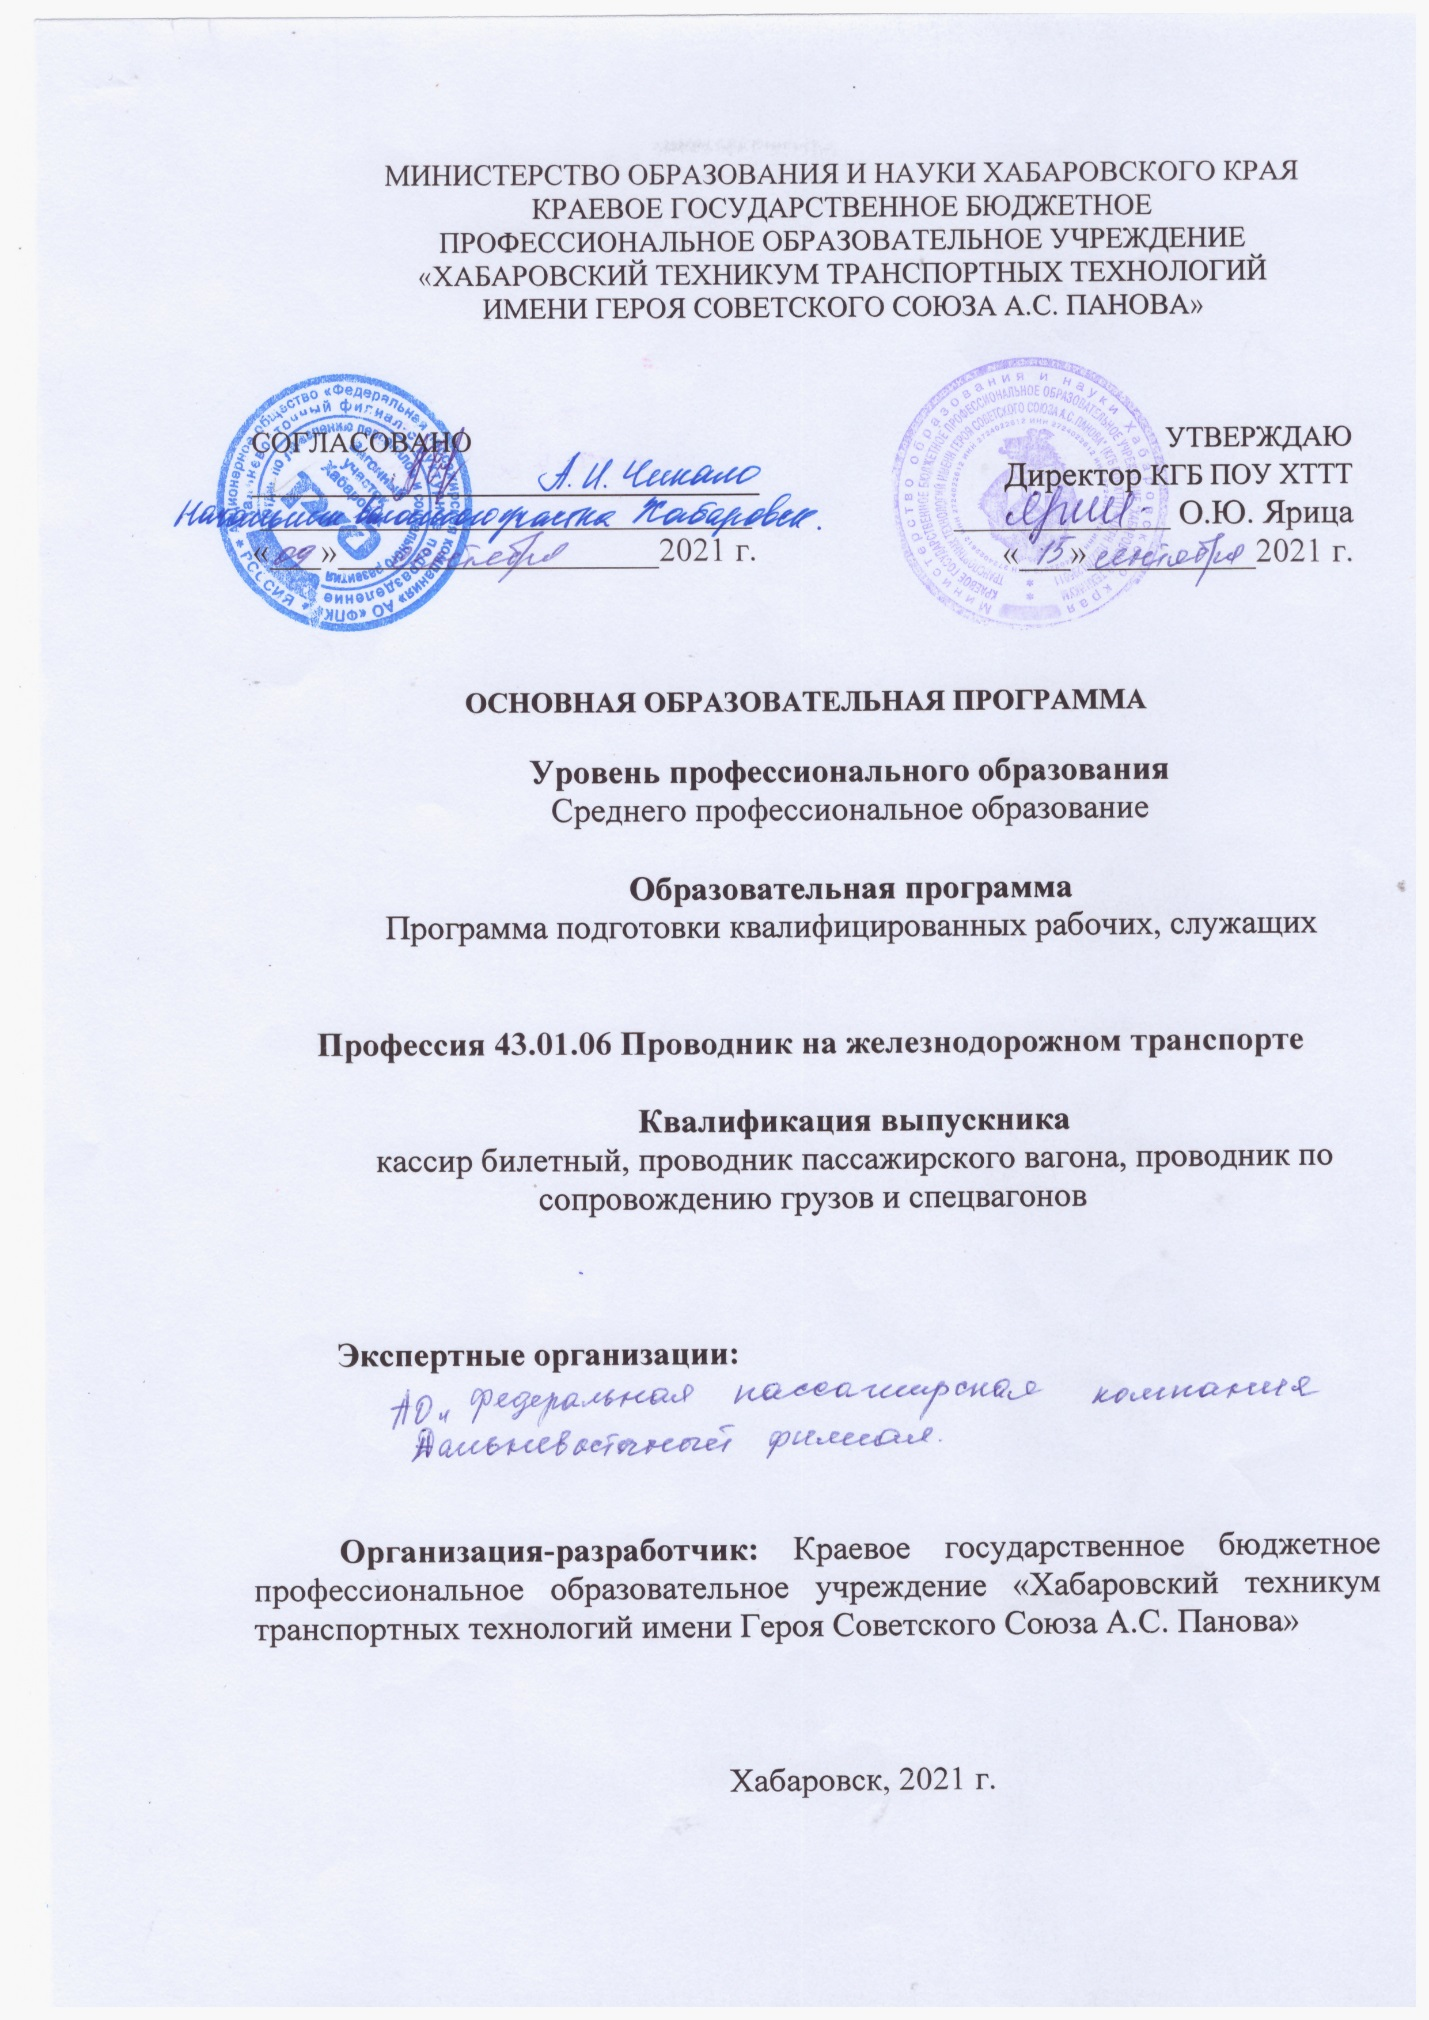 МИНИСТЕРСТВО ОБРАЗОВАНИЯ И НАУКИ ХАБАРОВСКОГО КРАЯ
КРАЕВОЕ ГОСУДАРСТВЕННОЕ БЮДЖЕТНОЕ
ПРОФЕССИОНАЛЬНОЕ ОБРАЗОВАТЕЛЬНОЕ УЧРЕЖДЕНИЕ
«ХАБАРОВСКИЙ ТЕХНИКУМ ТРАНСПОРТНЫХ ТЕХНОЛОГИЙ
ИМЕНИ ГЕРОЯ СОВЕТСКОГО СОЮЗА А.С. ПАНОВА»
СОГЛАСОВАНО
А.И. Чикало
Начальник вагонного участка Хабаровск.
« 09 » 2021 г.
УТВЕРЖДАЮ
Директор КГБ ПОУ ХТТТ
О.Ю. Ярица
« 15 » сентября 2021 г.
ОСНОВНАЯ ОБРАЗОВАТЕЛЬНАЯ ПРОГРАММА
Уровень профессионального образования
Среднего профессиональное образование
Образовательная программа
Программа подготовки квалифицированных рабочих, служащих
Профессия 43.01.06 Проводник на железнодорожном транспорте
Квалификация выпускника
кассир билетный, проводник пассажирского вагона, проводник по
сопровождению грузов и спецвагонов
Экспертные организации:
АО„ Федеральная пассажирская компания
Дальневосточный филиал.
Организация-разработчик: Краевое государственное бюджетное
профессиональное образовательное учреждение «Хабаровский техникум
транспортных технологий имени Героя Советского Союза А.С. Панова»
Хабаровск, 2021 г.